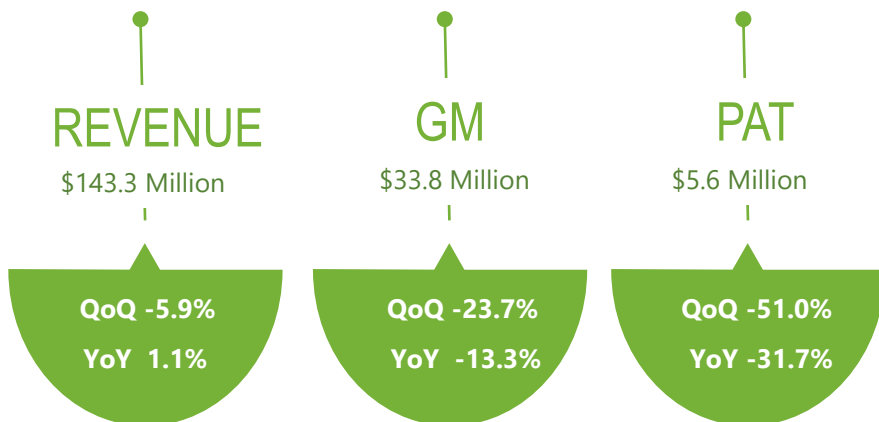 REVENUE
$143.3 Million
QoQ -5.9%
YoY 1.1%
GM
$33.8 Million
QoQ -23.7%
YoY -13.3%
PAT
$5.6 Million
QoQ -51.0%
YoY -31.7%